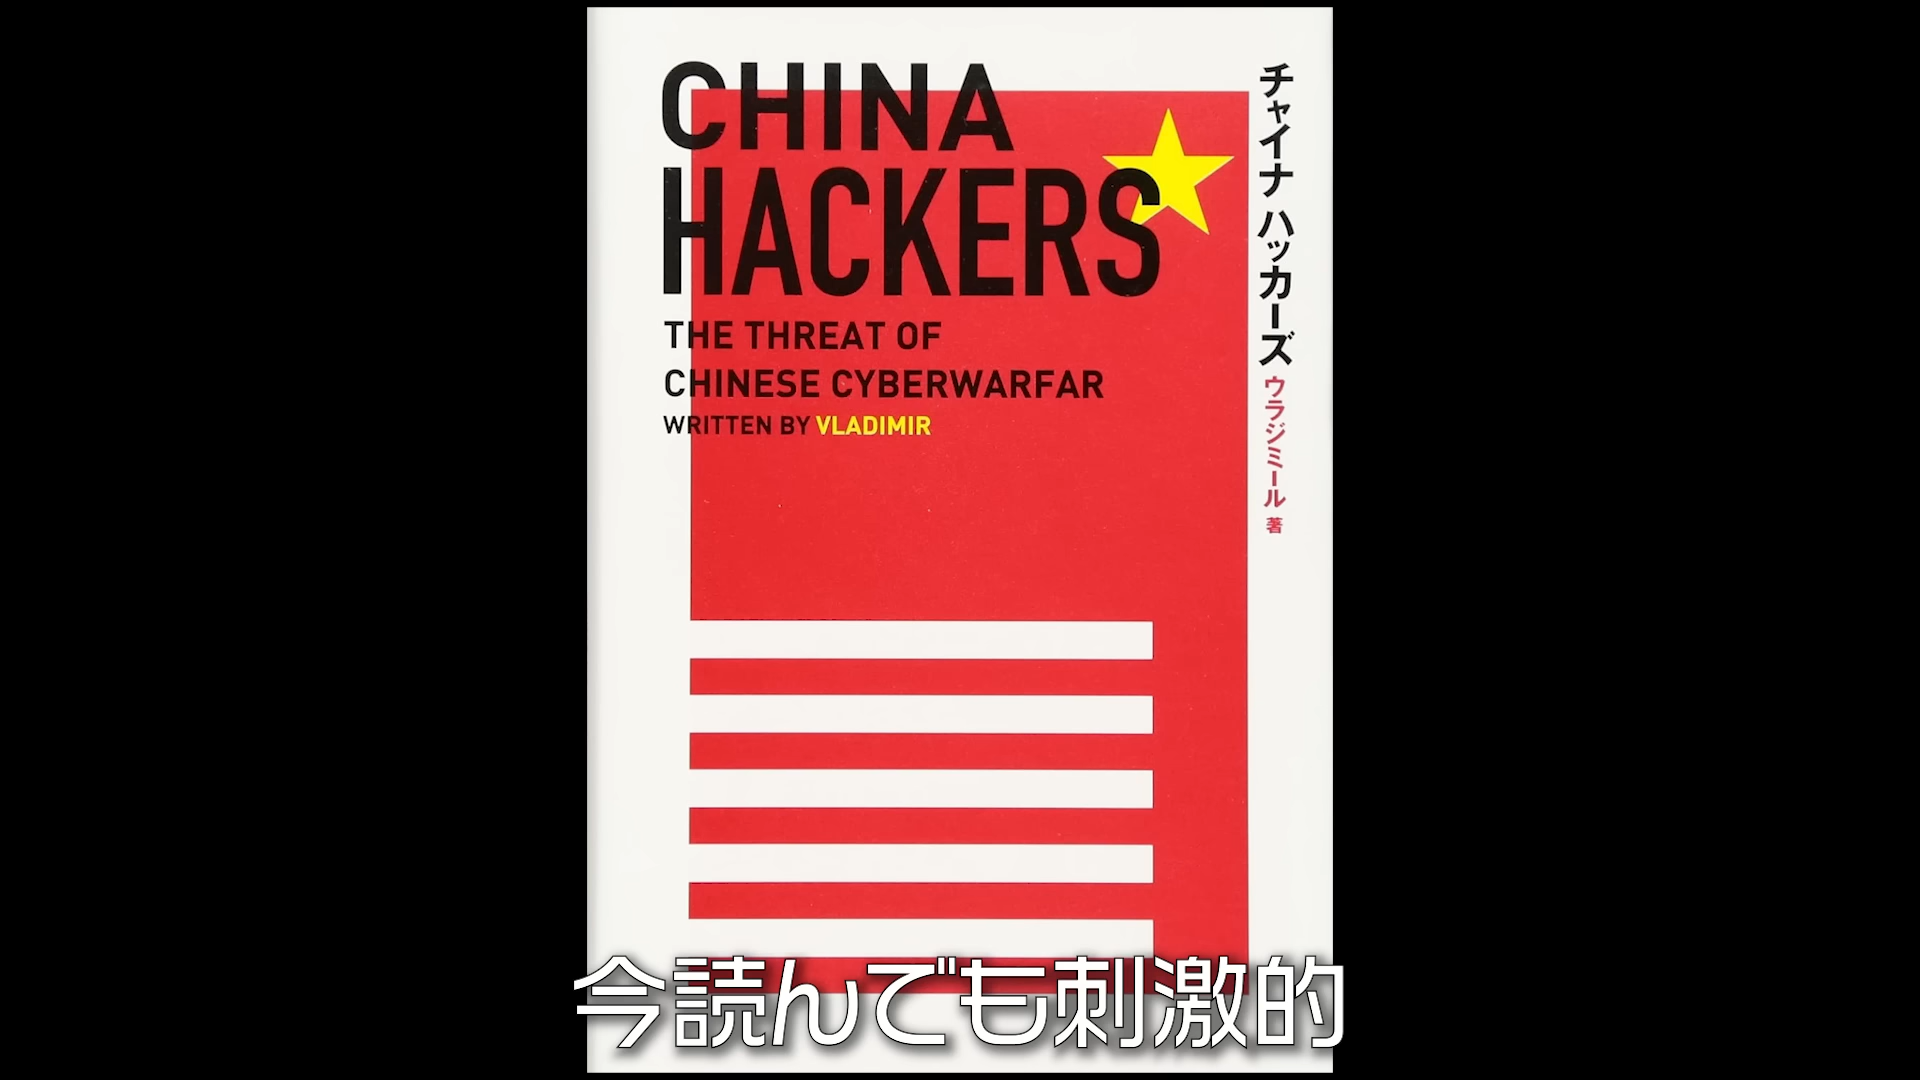 CHINA
HACKERS
THE THREAT OF
CHINESE CYBERWARFAR
WRITTEN BY VLADIMIR
チャイナ ハッカーズ
ウラジミール 著
今読んでも刺激的